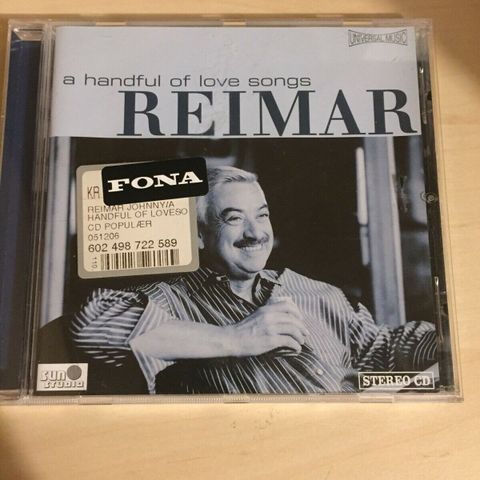 UNIVERSAL MUSIC
a handful of love songs
REIMAR
KR.
FONA
REIMAR JOHNNY/A
HANDFUL OF LOVESO
CD POPULÆR
051206
602 498 722 589
110
SUN
STUDIO
STEREO CD